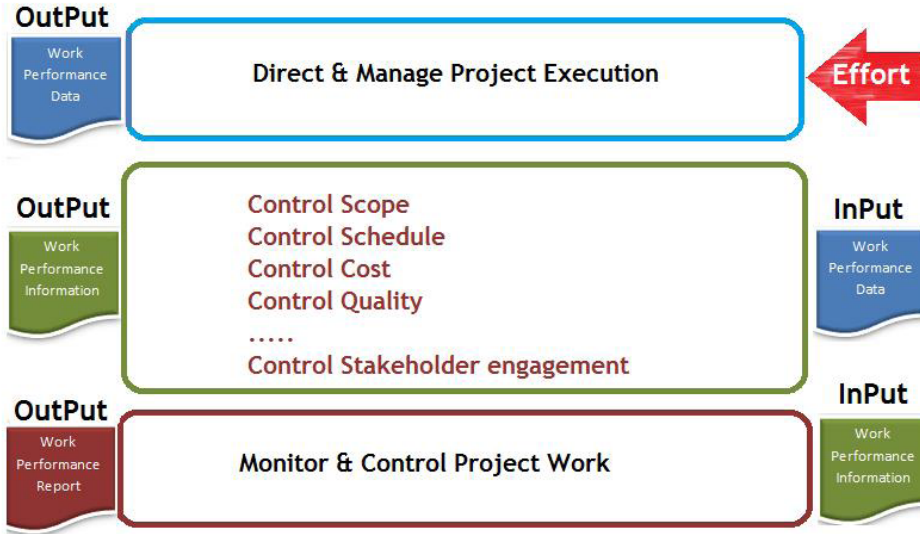 OutPut
Work
Performance
Data
Direct & Manage Project Execution
Effort
OutPut
Work
Performance
Information
Control Scope
Control Schedule
Control Cost
Control Quality
.....
Control Stakeholder engagement
InPut
Work
Performance
Data
OutPut
Work
Performance
Report
Monitor & Control Project Work
InPut
Work
Performance
Information